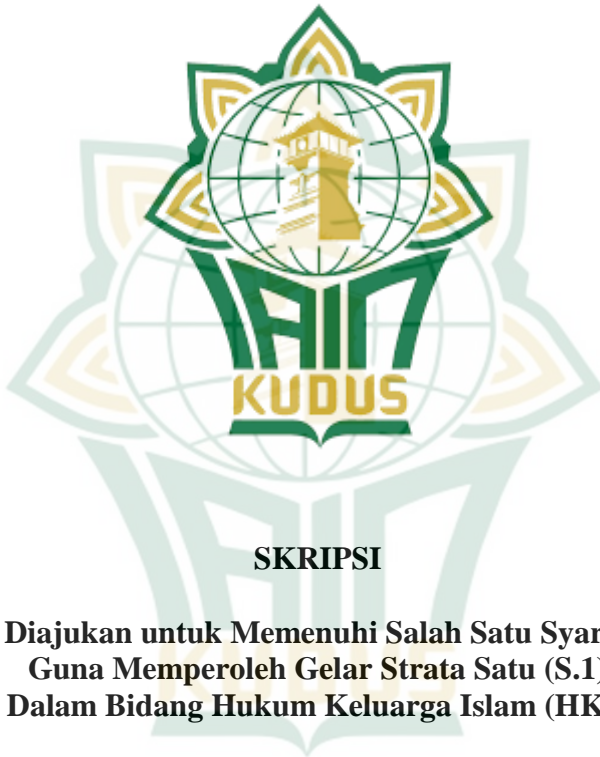 IAIN
KUDUS
SKRIPSI
Diajukan untuk Memenuhi Salah Satu Syar
Guna Memperoleh Gelar Strata Satu (S.1)
Dalam Bidang Hukum Keluarga Islam (HK